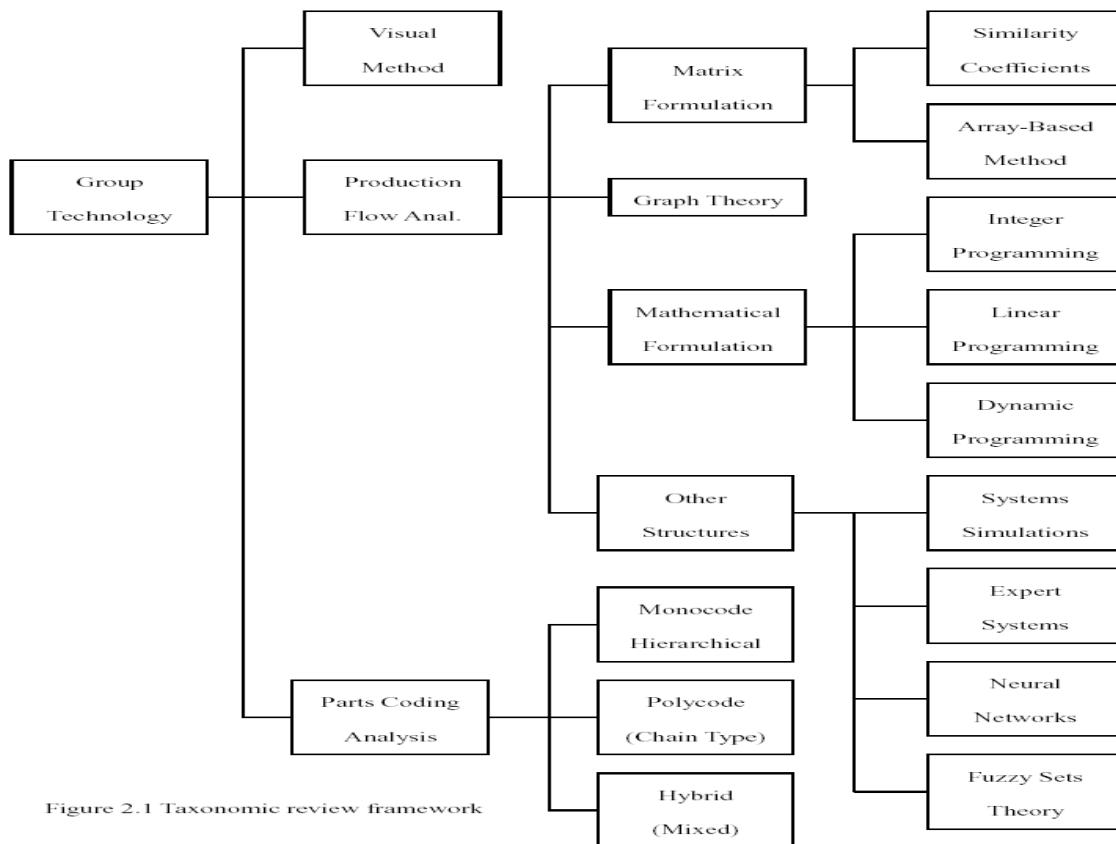 Group
Technology
Visual
Method
Production
Flow Anal.
Parts Coding
Analysis
Matrix
Formulation
Graph Theory
Mathematical
Formulation
Other
Structures
Monocode
Hierarchical
Polycode
(Chain Type)
Hybrid
(Mixed)
Similarity
Coefficients
Array-Based
Method
Integer
Programming
Linear
Programming
Dynamic
Programming
Systems
Simulations
Expert
Systems
Neural
Networks
Fuzzy Sets
Theory
Figure 2.1 Taxonomic review framework